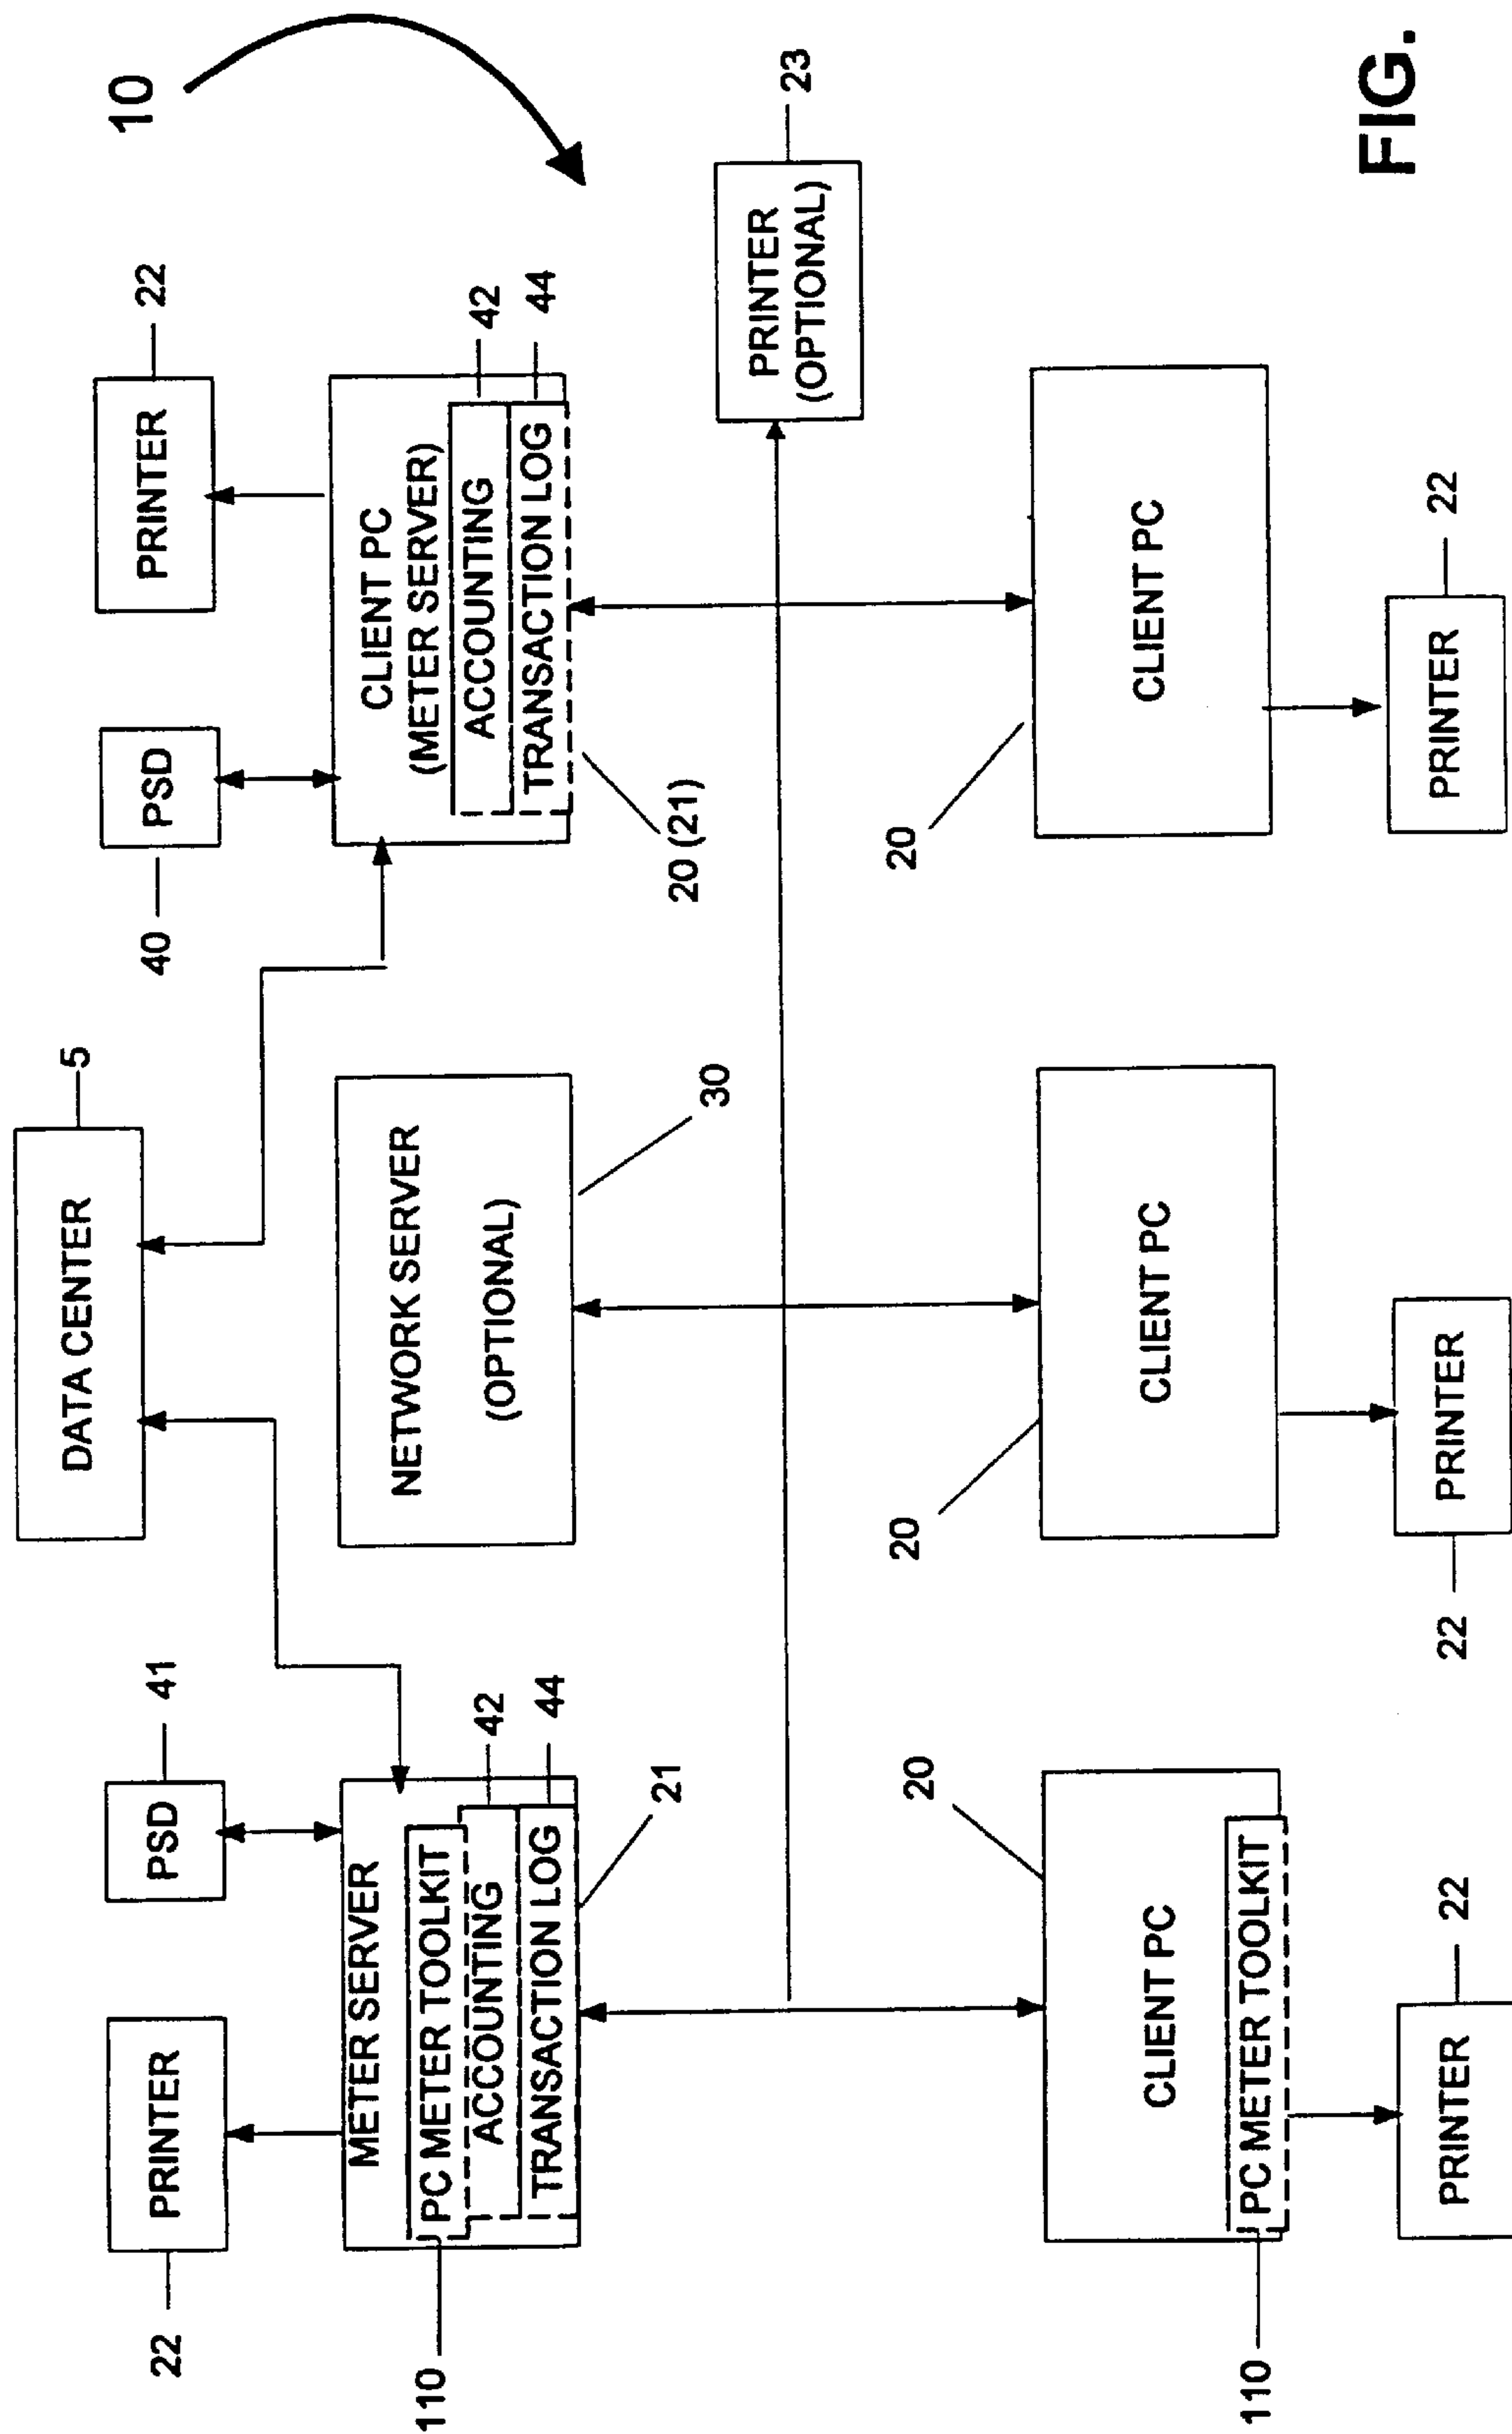 10
DATA CENTER
5
PRINTER
22
PSD
41
PSD
40
PRINTER
22
METER SERVER
PC METER TOOLKIT
110
ACCOUNTING
42
TRANSACTION LOG
44
21
NETWORK SERVER
(OPTIONAL)
30
CLIENT PC
(METER SERVER)
ACCOUNTING
42
TRANSACTION LOG
44
20 (21)
PRINTER
(OPTIONAL)
23
20
CLIENT PC
PC METER TOOLKIT
110
20
CLIENT PC
20
CLIENT PC
PRINTER
22
PRINTER
22
PRINTER
22
FIG.